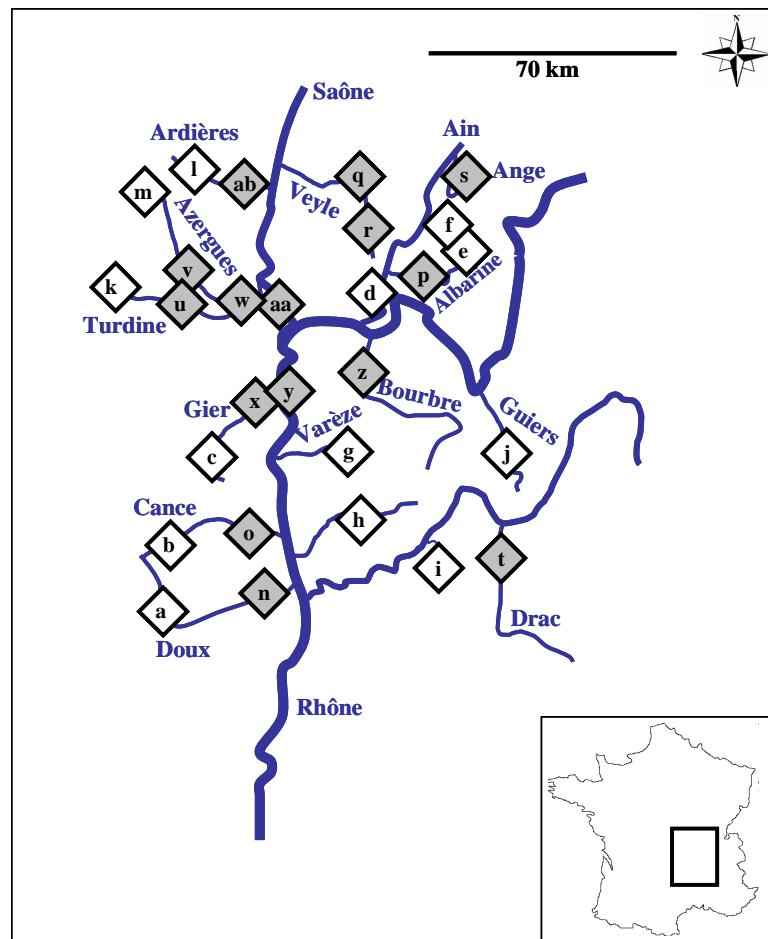 N
70 km
Saône
Ardières
Ain
l
ab
q
s
Ange
m
Veyle
Azergues
r
f
e
v
p
Albarine
k
u
w
aa
d
Turdine
z
Bourbre
Gier
x
y
Varèze
Guiers
c
g
j
Cance
b
o
h
i
t
a
n
Doux
Drac
Rhône